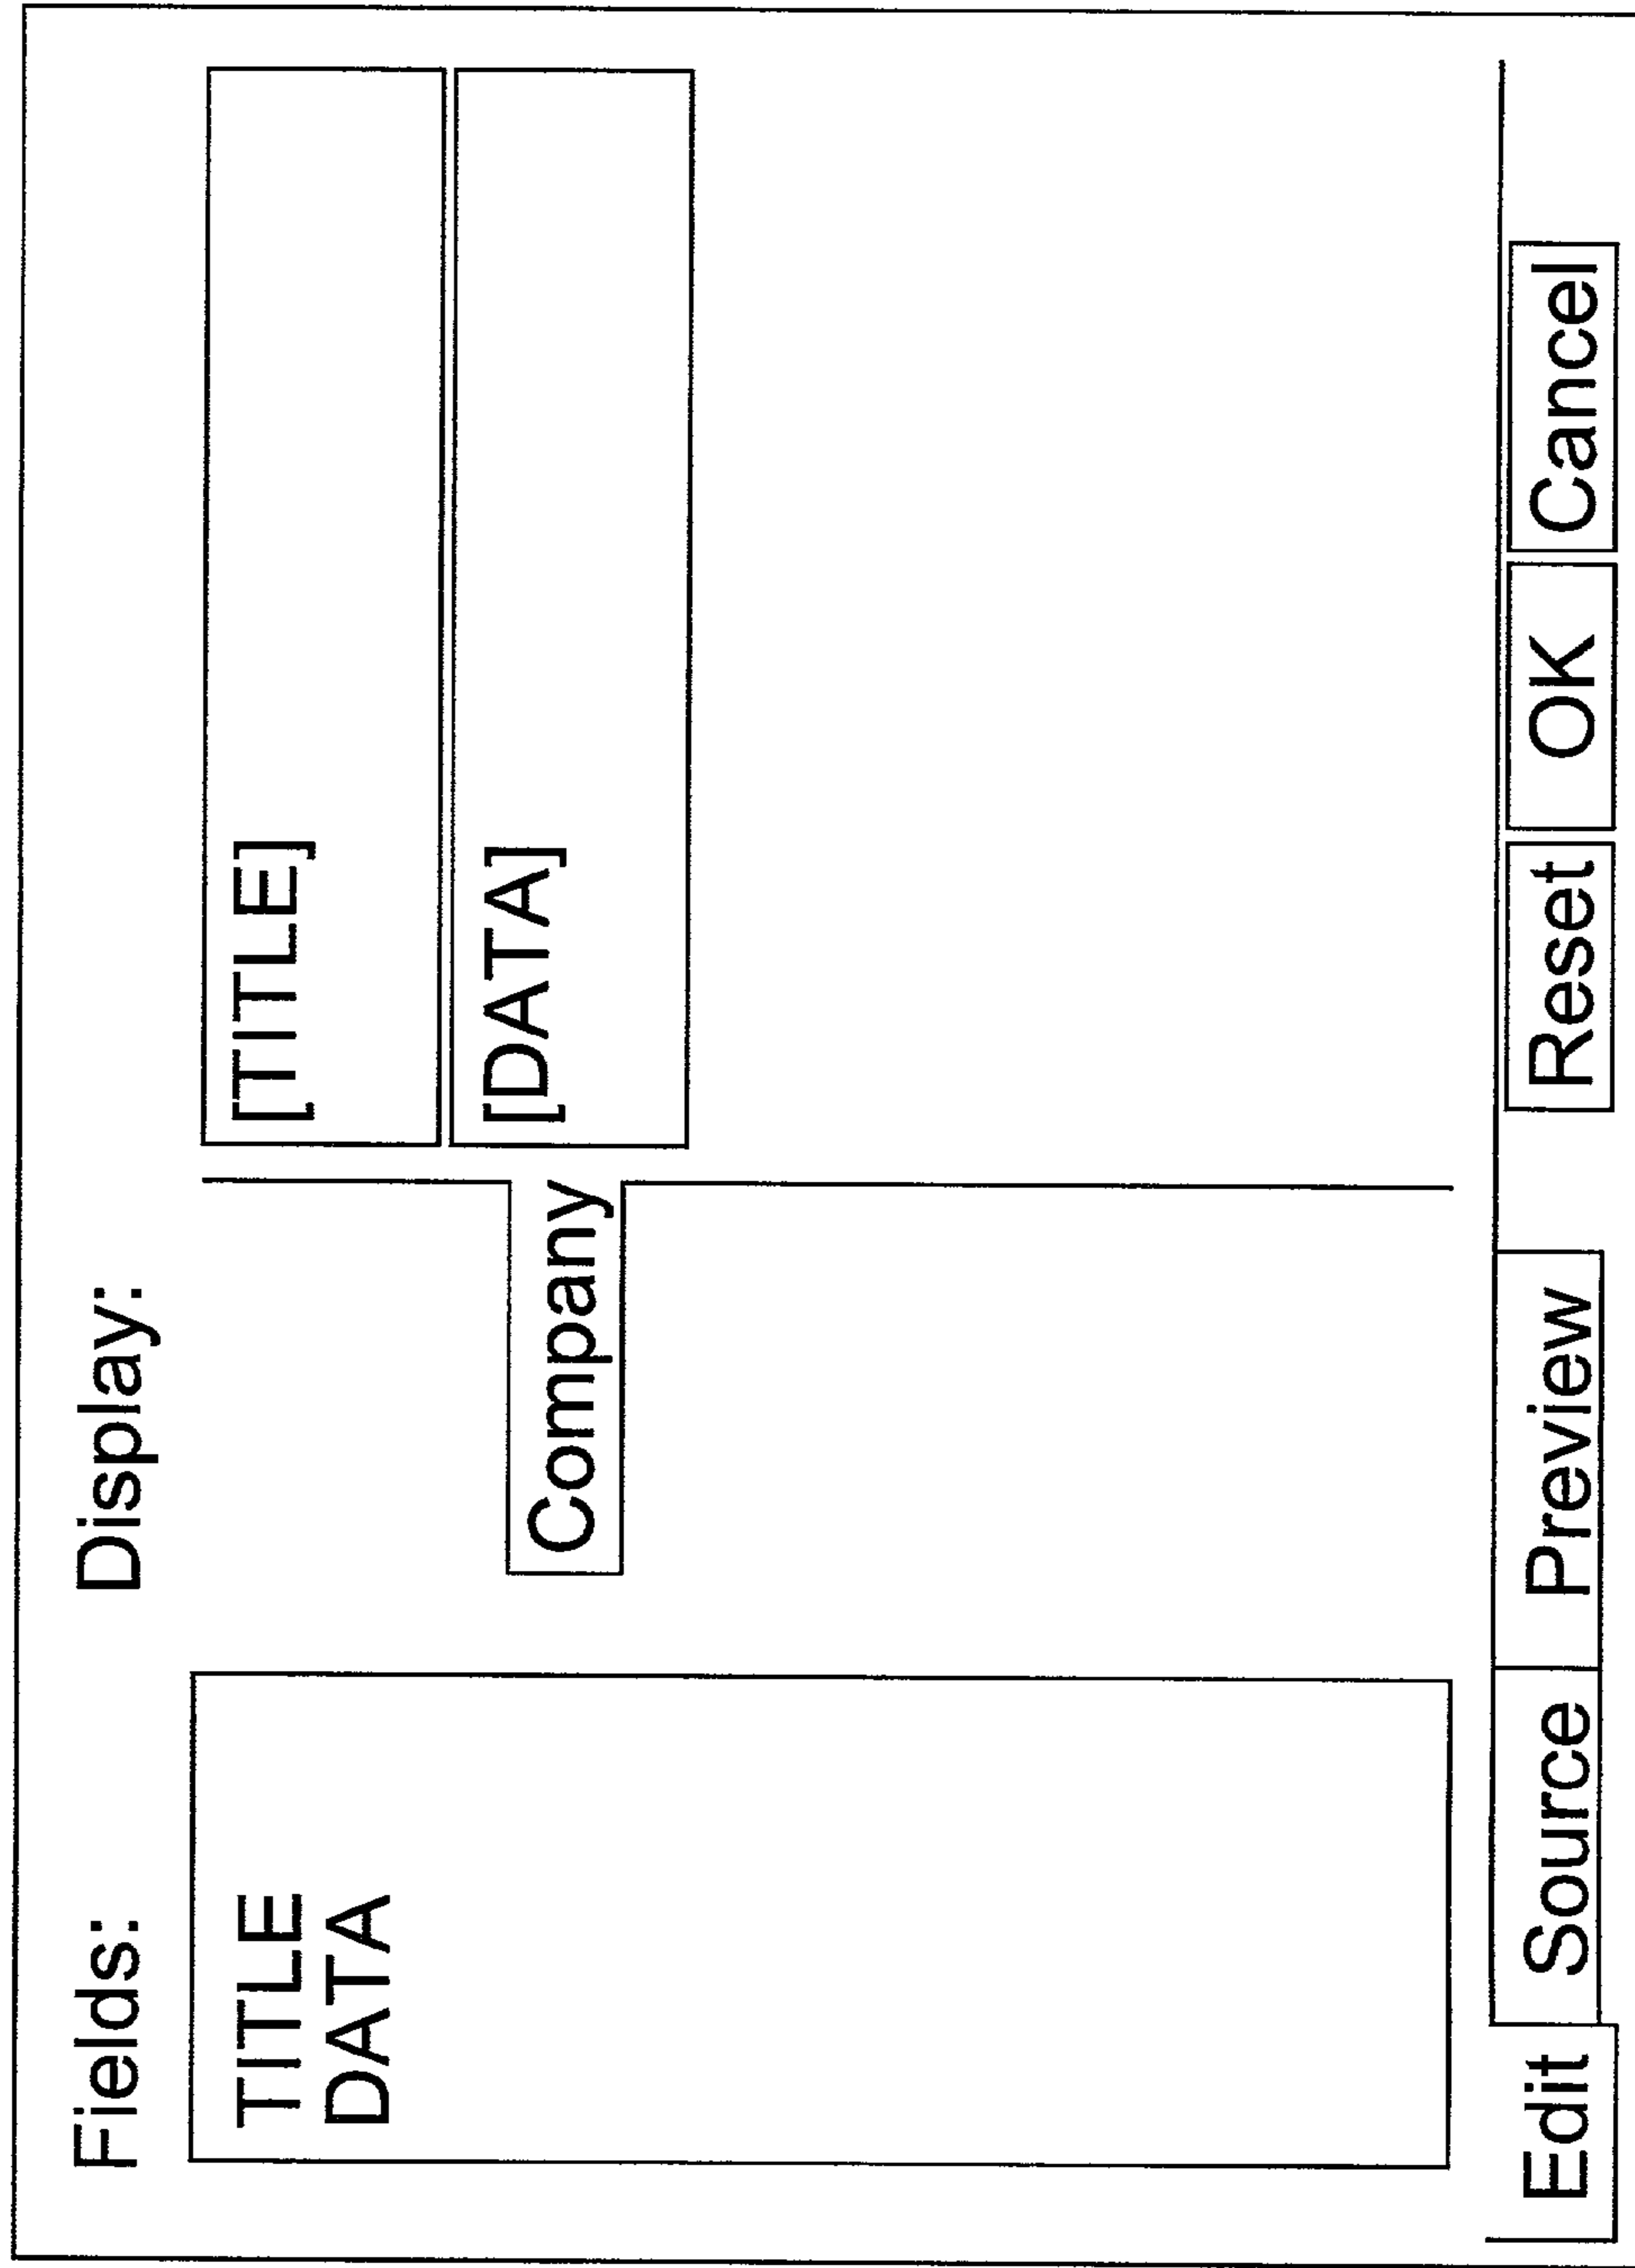 Fields:
Display:
TITLE
DATA
Company
[TITLE]
[DATA]
Edit
Source
Preview
Reset
OK
Cancel